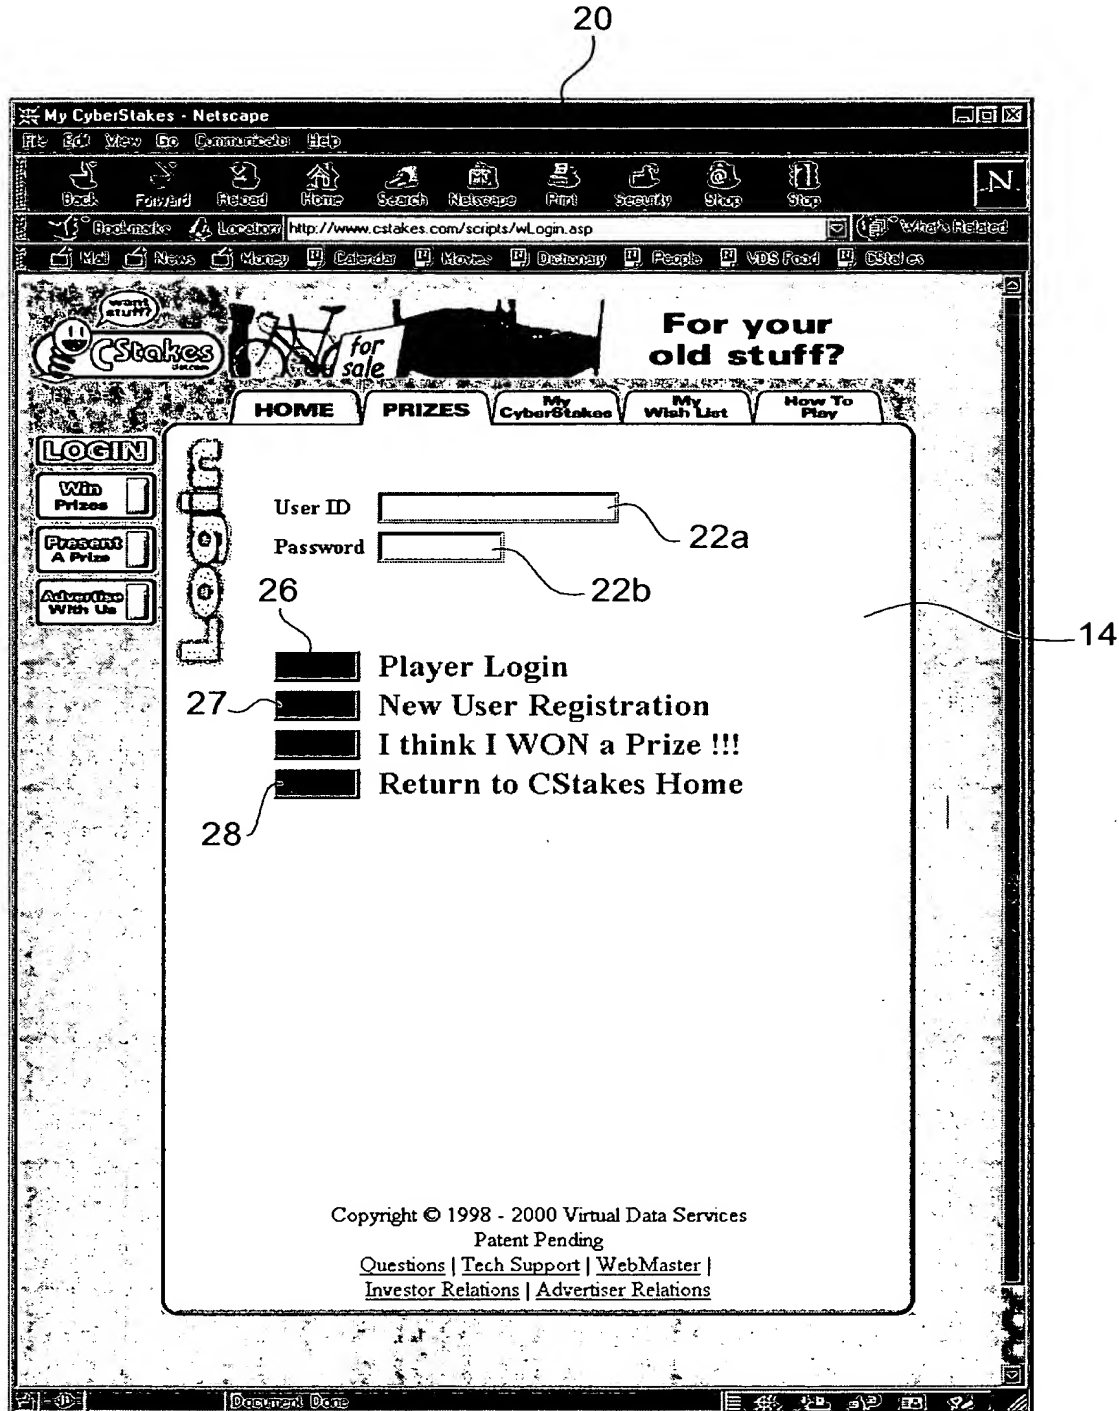 20
My CyberStakes - Netscape
File Edit View Go Communicator Help
Back Forward Reload Home Search Netscape Print Security Shop Stop
N
Bookmarks Location http://www.cstakes.com/scripts/wLogin.asp What's Related
Mail News Money Calendar Movies Dictionary People VDS Food CStakes
want stuff?
CStakes
Dot.com
for sale
For your old stuff?
HOME PRIZES My CyberStakes My Wish List How To Play
LOGIN
Win Prizes
Present A Prize
Advertise With Us
Login
User ID
22a
Password
22b
26
14
Player Login
27 New User Registration
I think I WON a Prize !!!
Return to CStakes Home
28
Copyright © 1998 - 2000 Virtual Data Services
Patent Pending
Questions | Tech Support | WebMaster |
Investor Relations | Advertiser Relations
Document Done